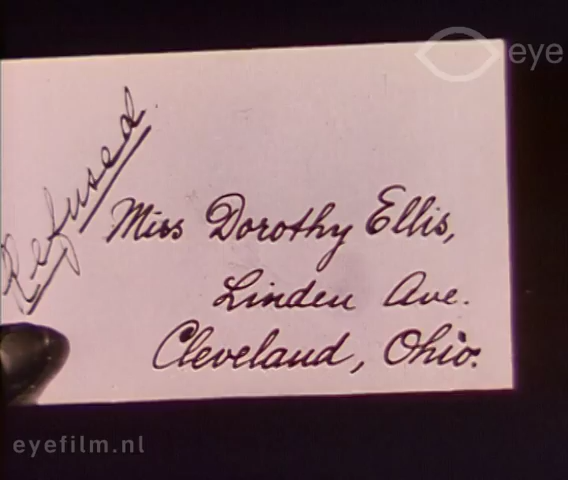 eye
Refused
Miss Dorothy Ellis,
Linden Ave.
Cleveland, Ohio.
eyefilm.nl